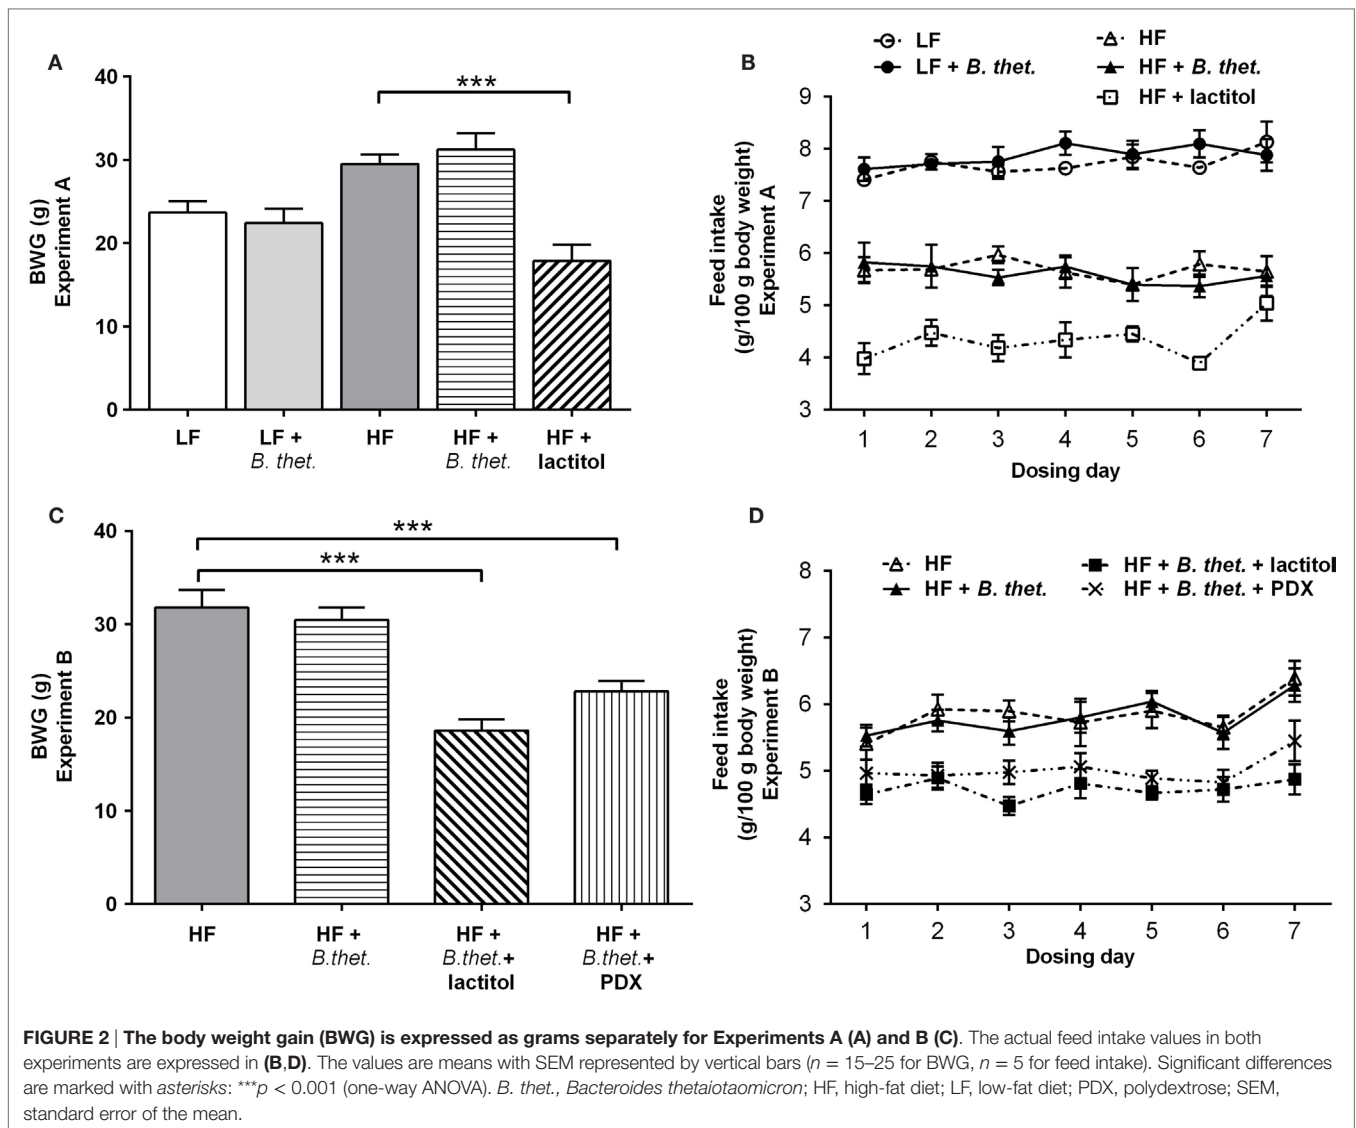 A
BWG (g)
Experiment A
40
30
20
10
0
***
LF
LF +
B. thet.
HF
HF +
B. thet.
HF +
lactitol
B
LF
LF + B. thet.
HF
HF + B. thet.
HF + lactitol
Feed intake
(g/100 g body weight)
Experiment A
9
8
7
6
5
4
3
1 2 3 4 5 6 7
Dosing day
C
BWG (g)
Experiment B
40
30
20
10
0
***
***
HF
HF +
B.thet.
HF +
B.thet.+
lactitol
HF +
B.thet.+
PDX
D
HF
HF + B. thet.
HF + B. thet. + lactitol
HF + B. thet. + PDX
Feed intake
(g/100 g body weight)
Experiment B
8
7
6
5
4
3
1 2 3 4 5 6 7
Dosing day
FIGURE 2 | The body weight gain (BWG) is expressed as grams separately for Experiments A (A) and B (C). The actual feed intake values in both
experiments are expressed in (B,D). The values are means with SEM represented by vertical bars (n = 15–25 for BWG, n = 5 for feed intake). Significant differences
are marked with asterisks: ***p < 0.001 (one-way ANOVA). B. thet., Bacteroides thetaiotaomicron; HF, high-fat diet; LF, low-fat diet; PDX, polydextrose; SEM,
standard error of the mean.